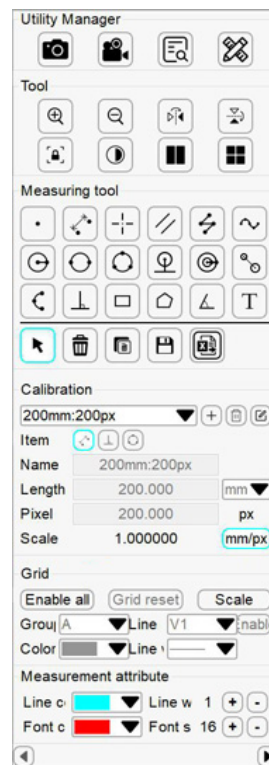 Utility Manager
Tool
Measuring tool
T
Calibration
200mm:200px
Item
Name 200mm:200px
Length 200.000 mm
Pixel 200.000 px
Scale 1.000000 mm/px
Grid
Enable all Grid reset Scale
Grou A Line V1 Enabl
Color Line
Measurement attribute
Line c Line w 1 + -
Font c Font s 16 + -